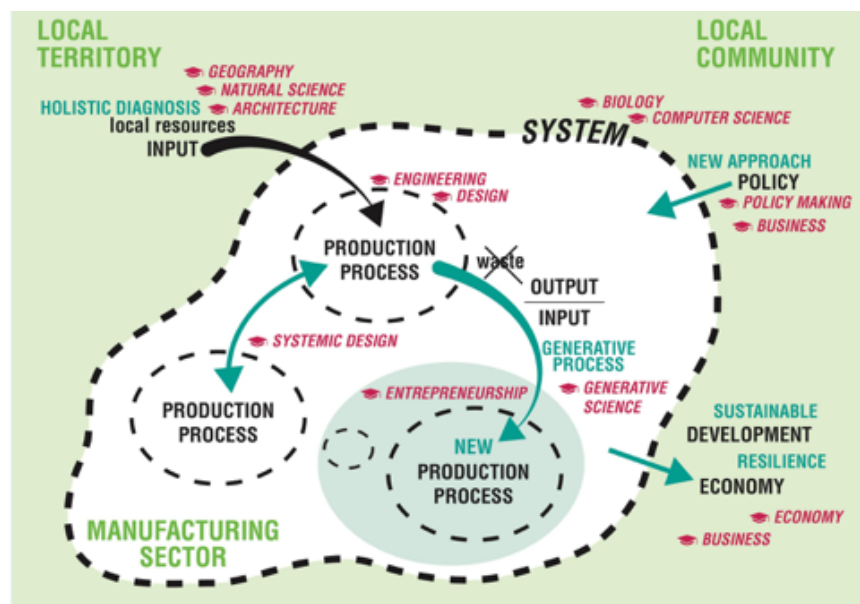 LOCAL
TERRITORY
LOCAL
COMMUNITY
GEOGRAPHY
NATURAL SCIENCE
HOLISTIC DIAGNOSIS
ARCHITECTURE
local resources
INPUT
BIOLOGY
COMPUTER SCIENCE
SYSTEM
NEW APPROACH
POLICY
POLICY MAKING
BUSINESS
ENGINEERING
DESIGN
PRODUCTION
PROCESS
waste
OUTPUT
INPUT
GENERATIVE
PROCESS
GENERATIVE
SCIENCE
SYSTEMIC DESIGN
PRODUCTION
PROCESS
ENTREPRENEURSHIP
NEW
PRODUCTION
PROCESS
SUSTAINABLE
DEVELOPMENT
RESILIENCE
ECONOMY
ECONOMY
BUSINESS
MANUFACTURING
SECTOR